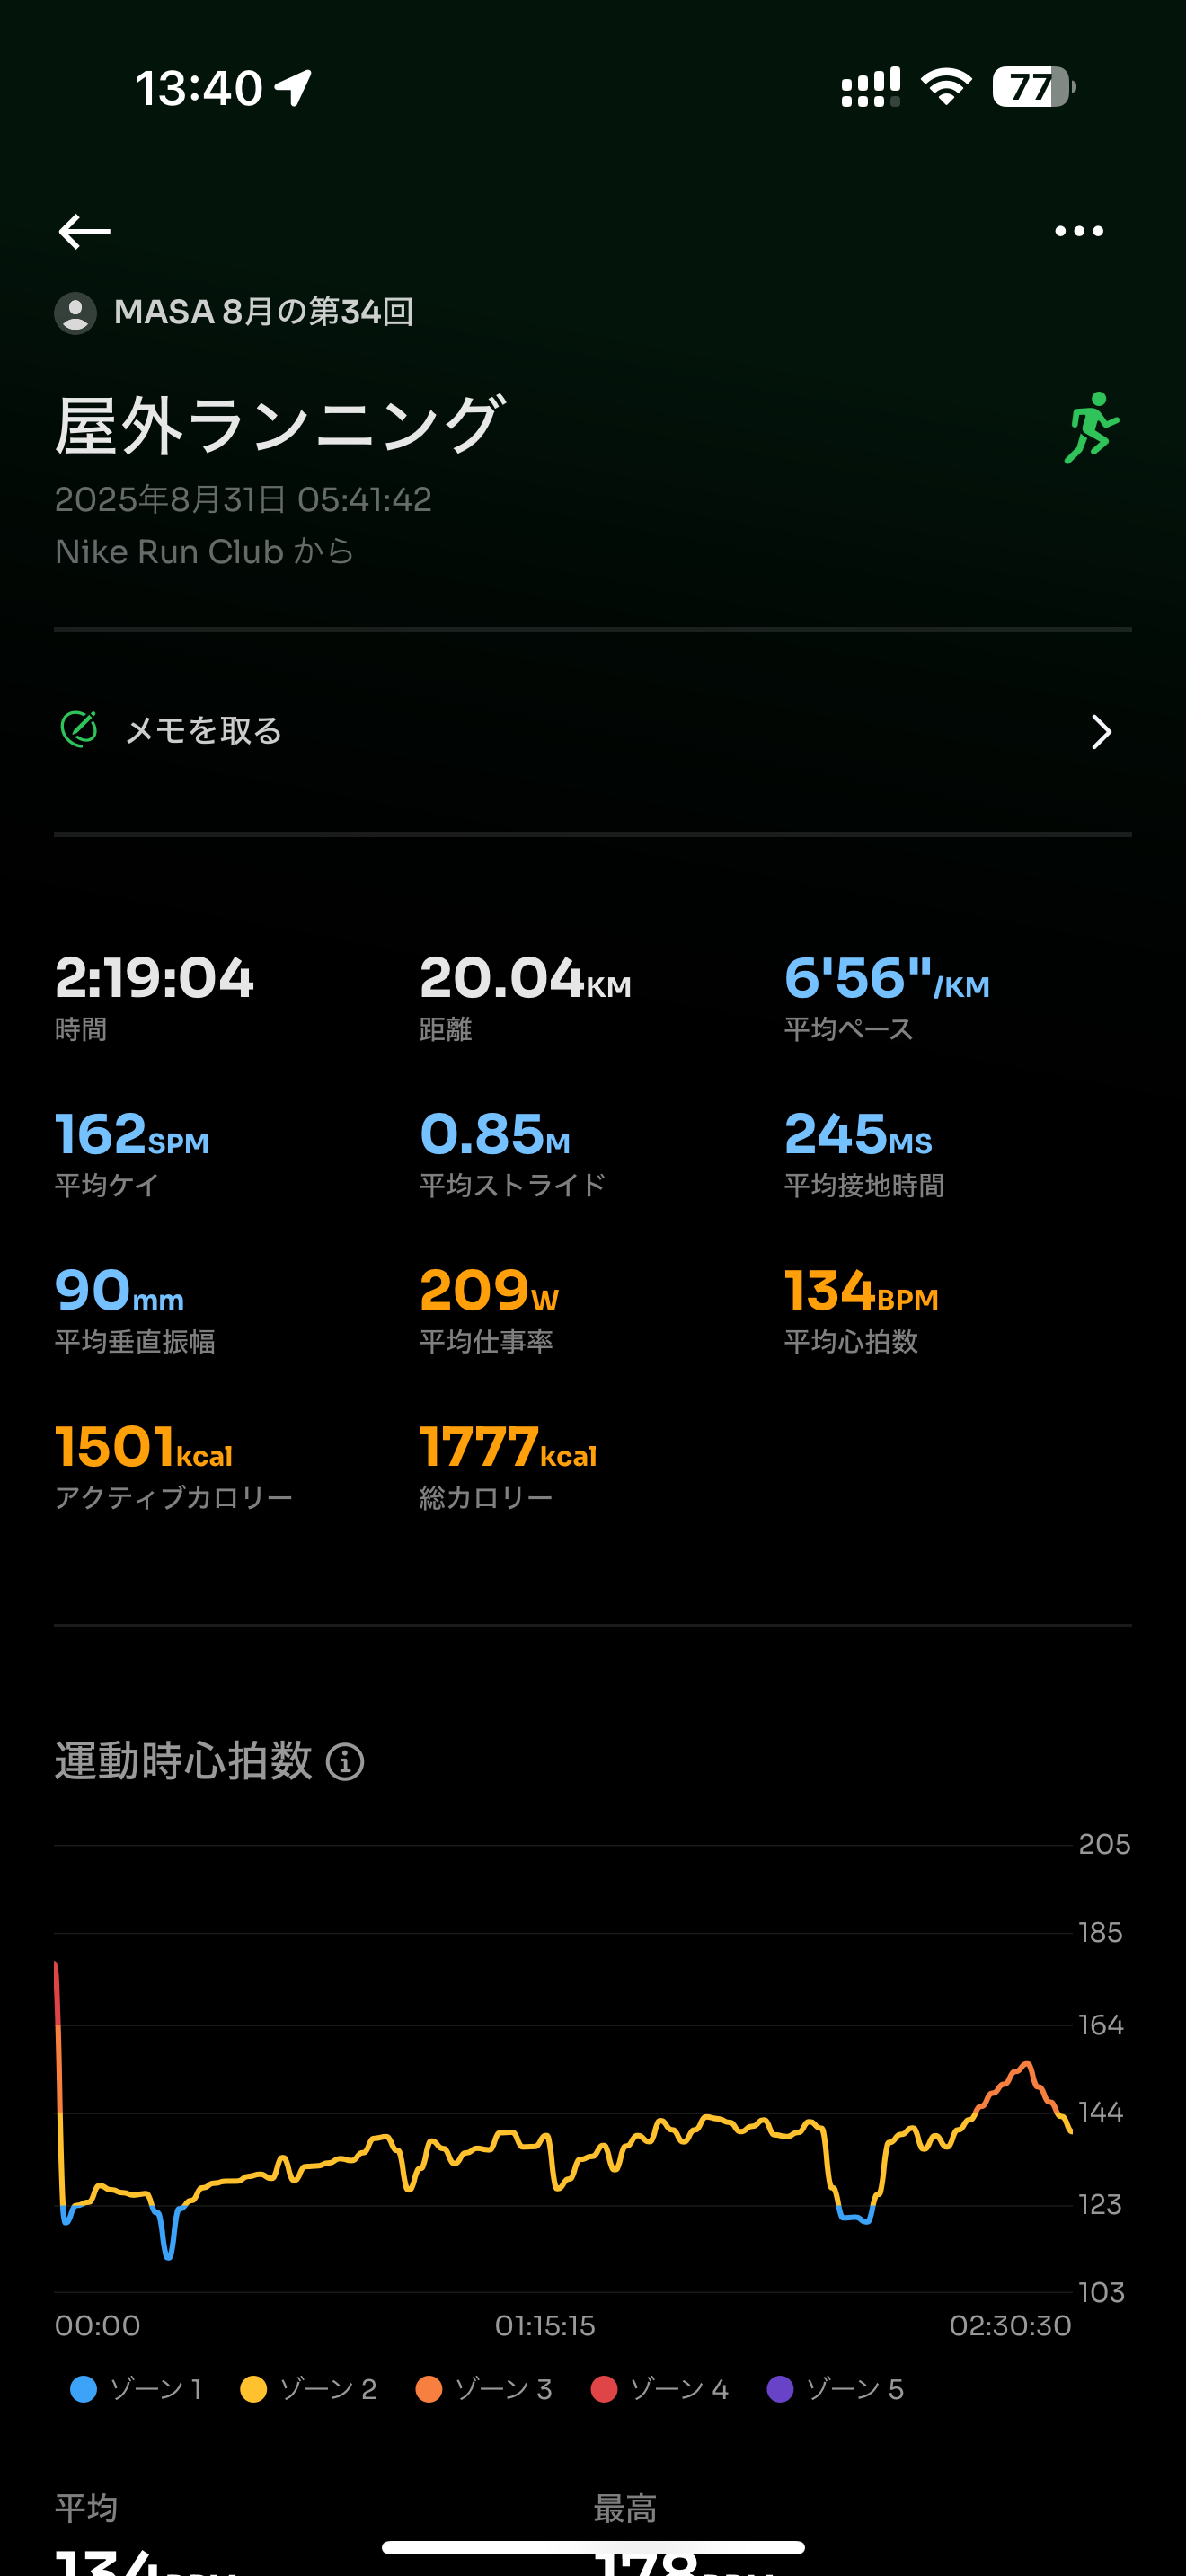 13:40
77
MASA 8月の第34回
屋外ランニング
2025年8月31日 05:41:42
Nike Run Club から
メモを取る
2:19:04 20.04KM 6'56"/KM
時間 距離 平均ペース
162SPM 0.85M 245MS
平均ケイ 平均ストライド 平均接地時間
90mm 209W 134BPM
平均垂直振幅 平均仕事率 平均心拍数
1501kcal 1777kcal
アクティブカロリー 総カロリー
運動時心拍数
205
185
164
144
123
103
00:00 01:15:15 02:30:30
ゾーン 1 ゾーン 2 ゾーン 3 ゾーン 4 ゾーン 5
平均 最高
134BPM 178BPM